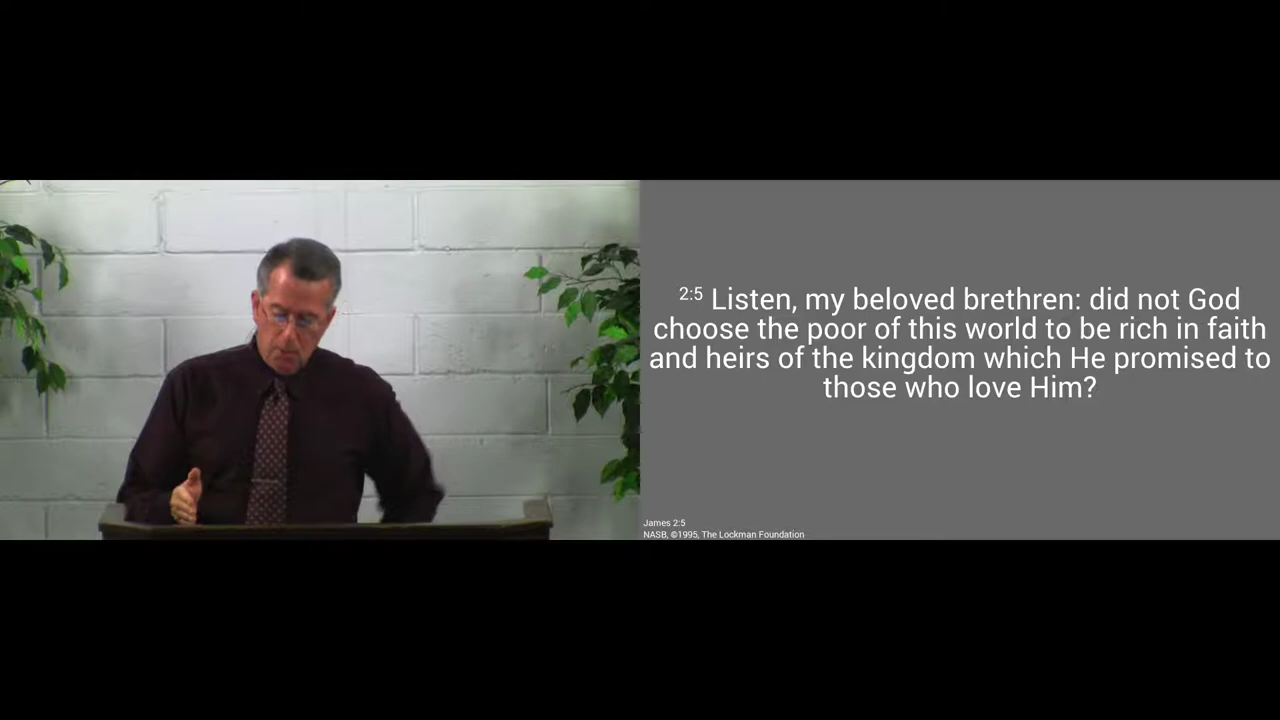 2:5 Listen, my beloved brethren: did not God
choose the poor of this world to be rich in faith
and heirs of the kingdom which He promised to
those who love Him?
James 2:5
NASB, ©1995, The Lockman Foundation